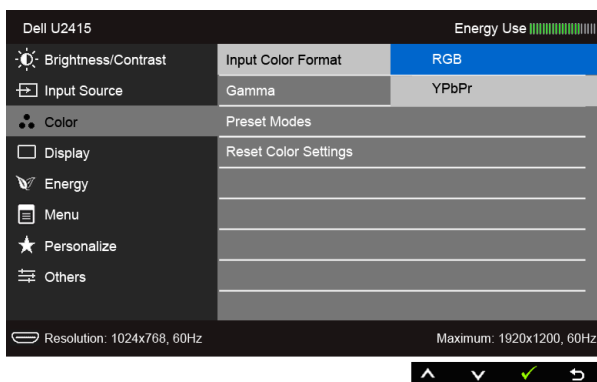 Dell U2415 Energy Use
Brightness/Contrast Input Color Format RGB
Input Source Gamma YPbPr
Color Preset Modes
Display Reset Color Settings
Energy
Menu
Personalize
Others
Resolution: 1024x768, 60Hz Maximum: 1920x1200, 60Hz